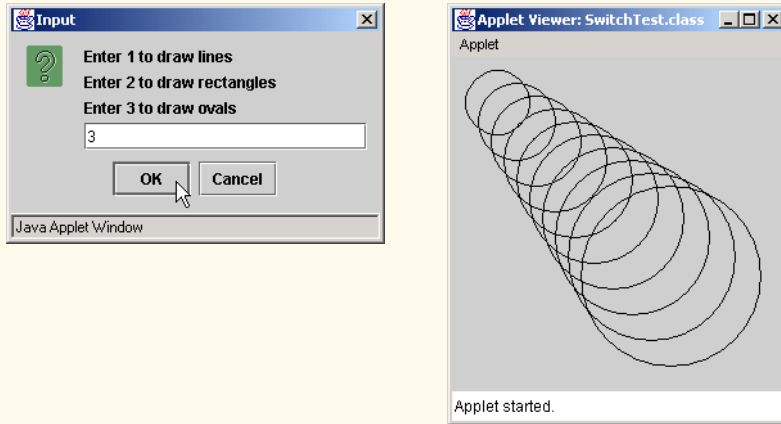 Input
Enter 1 to draw lines
Enter 2 to draw rectangles
Enter 3 to draw ovals
3
OK Cancel
Java Applet Window
Applet Viewer: SwitchTest.class
Applet
Applet started.